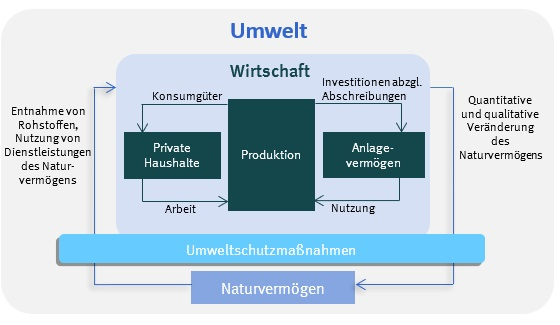 Umwelt
Wirtschaft
Konsumgüter
Investitionen abzgl.
Abschreibungen
Entnahme von
Rohstoffen,
Nutzung von
Dienstleistungen
des Natur-
vermögens
Private
Haushalte
Produktion
Anlage-
vermögen
Quantitative
und qualitative
Veränderung
des
Naturvermögens
Arbeit
Nutzung
Umweltschutzmaßnahmen
Naturvermögen